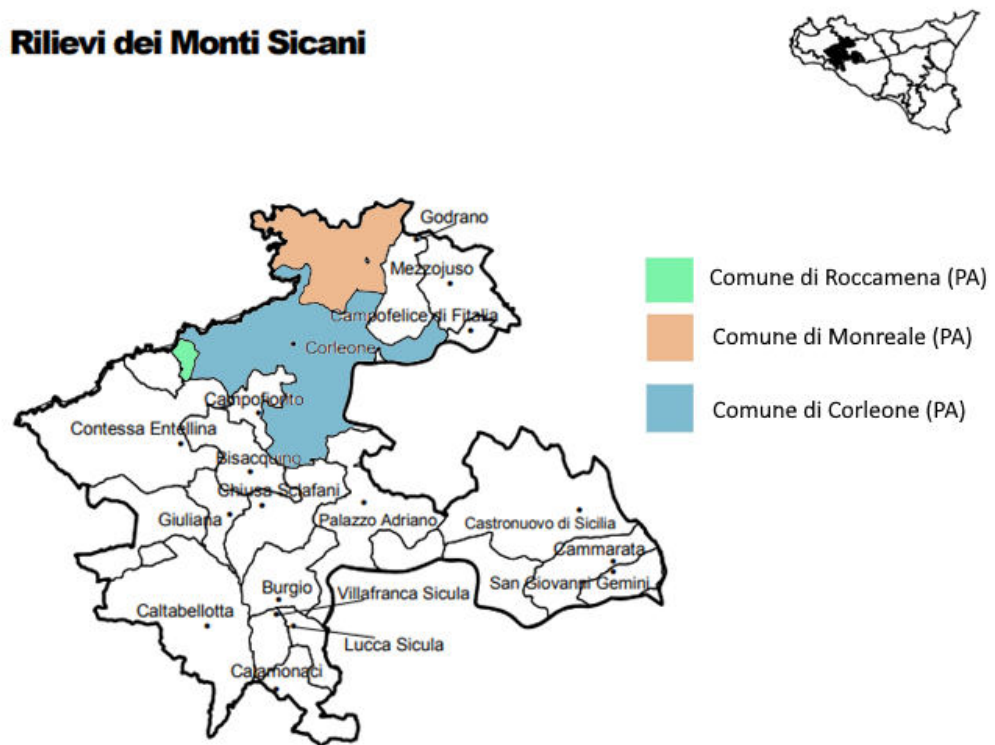 Rilievi dei Monti Sicani
Godrano
Mezzojuso
Comune di Roccamena (PA)
Campofelice di Fitalia
Comune di Monreale (PA)
Corleone
Campofiorito
Comune di Corleone (PA)
Contessa Entellina
Bisacquino
Chiusa Sclafani
Giuliana
Palazzo Adriano
Castronuovo di Sicilia
Cammarata
San Giovanni Gemini
Burgio
Villafranca Sicula
Caltabellotta
Lucca Sicula
Calamonaci